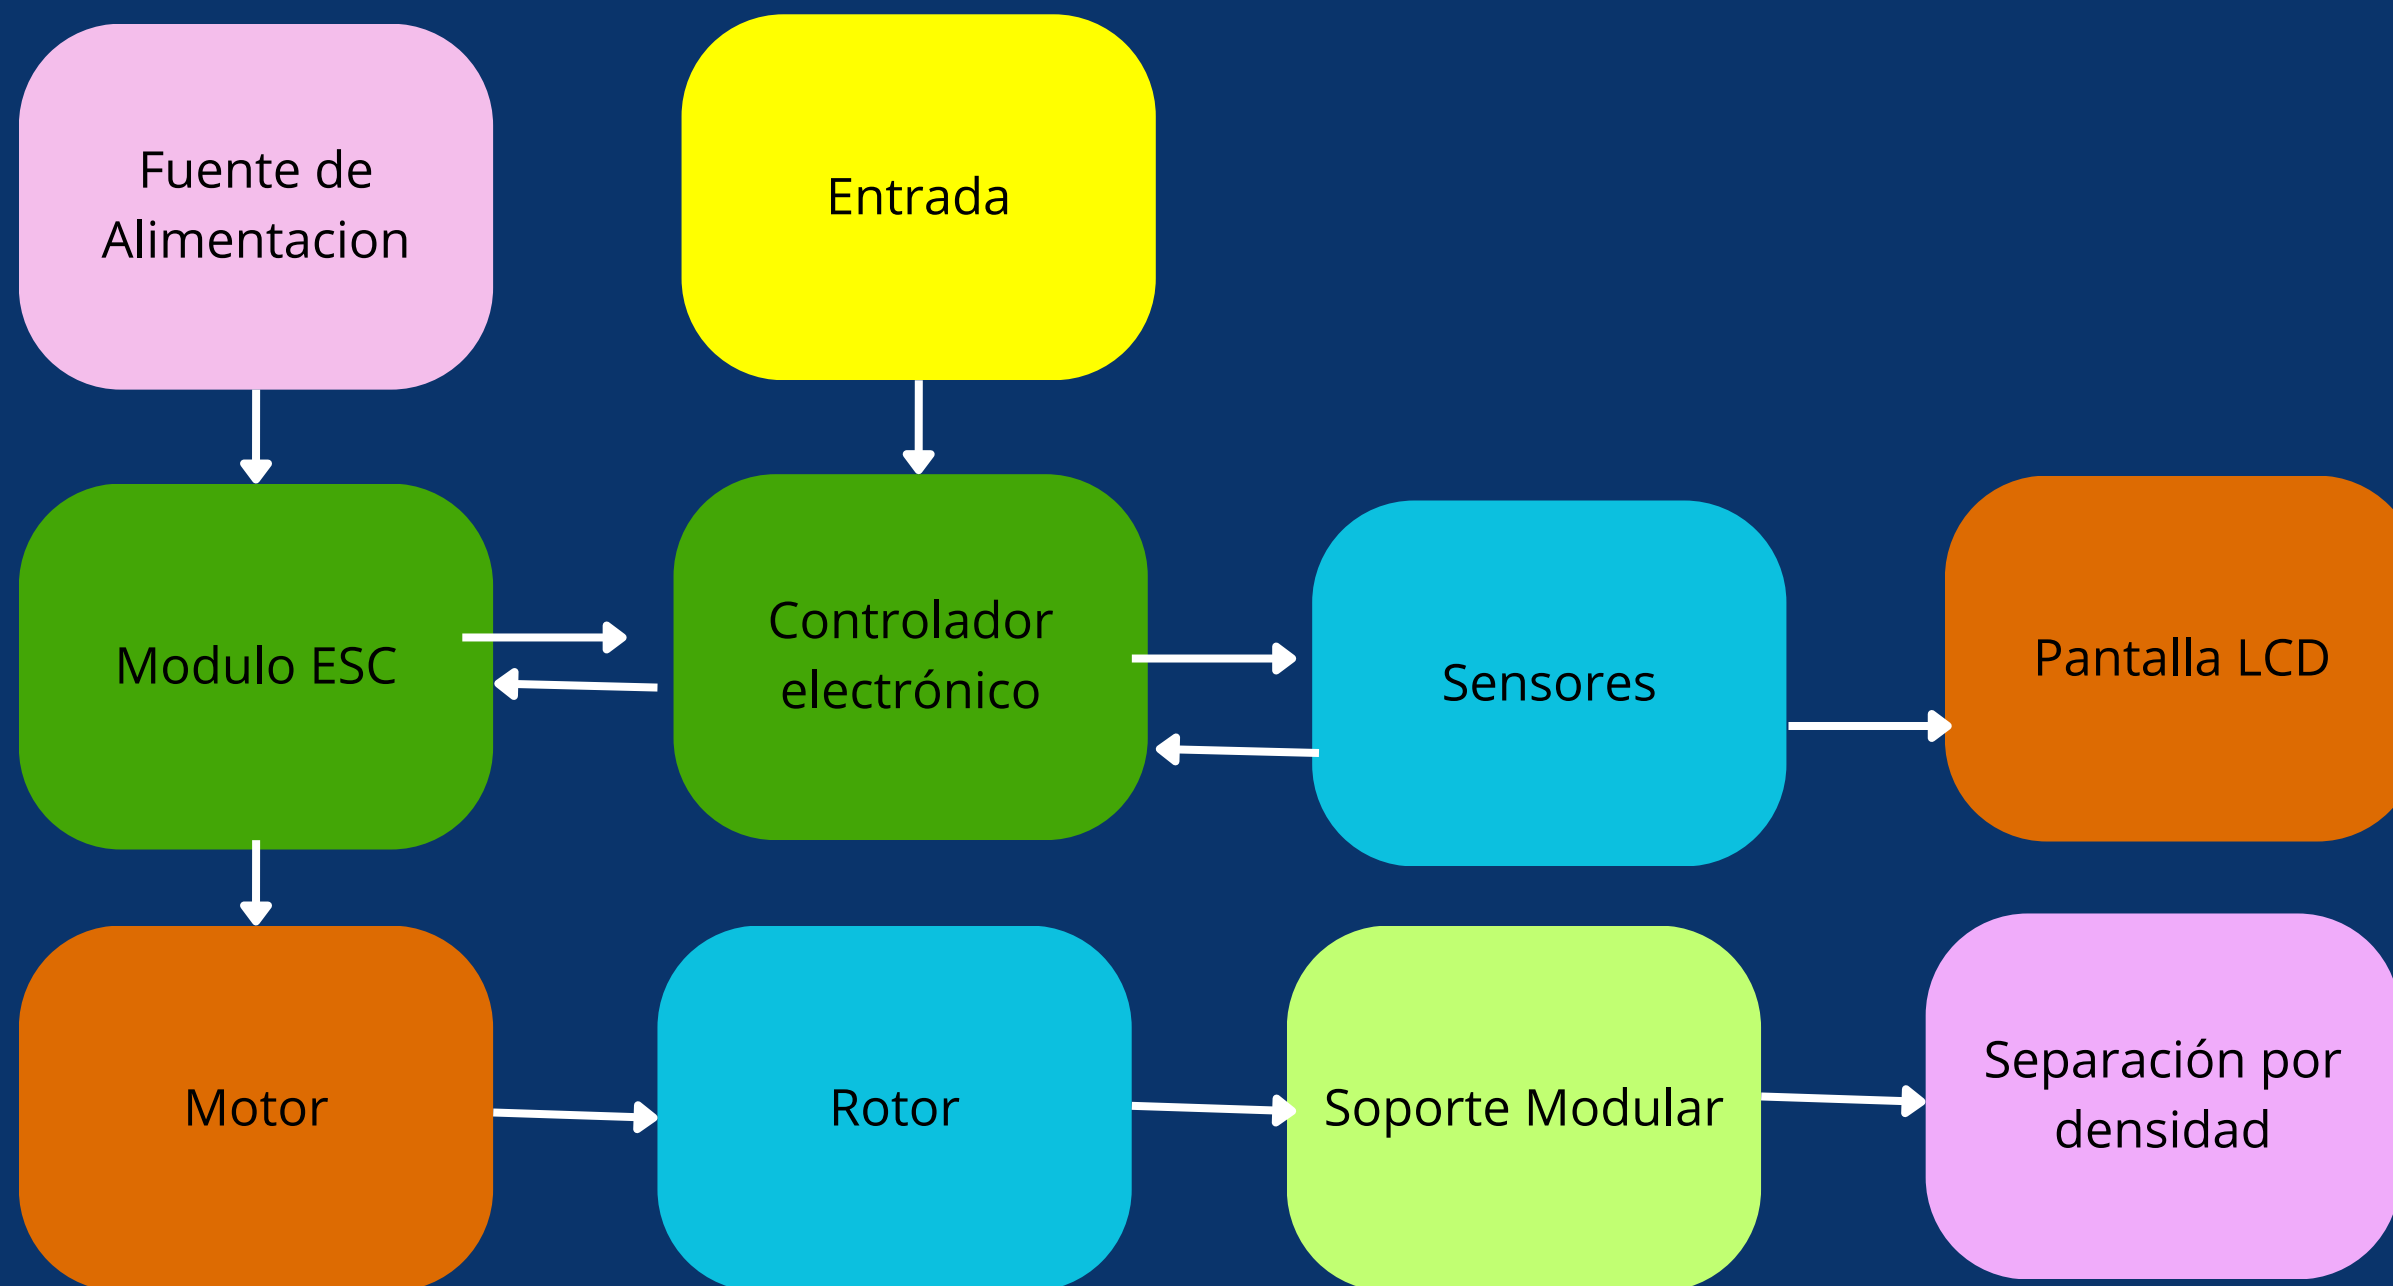 Fuente de
Alimentacion
Entrada
Modulo ESC
Controlador
electrónico
Sensores
Pantalla LCD
Motor
Rotor
Soporte Modular
Separación por
densidad